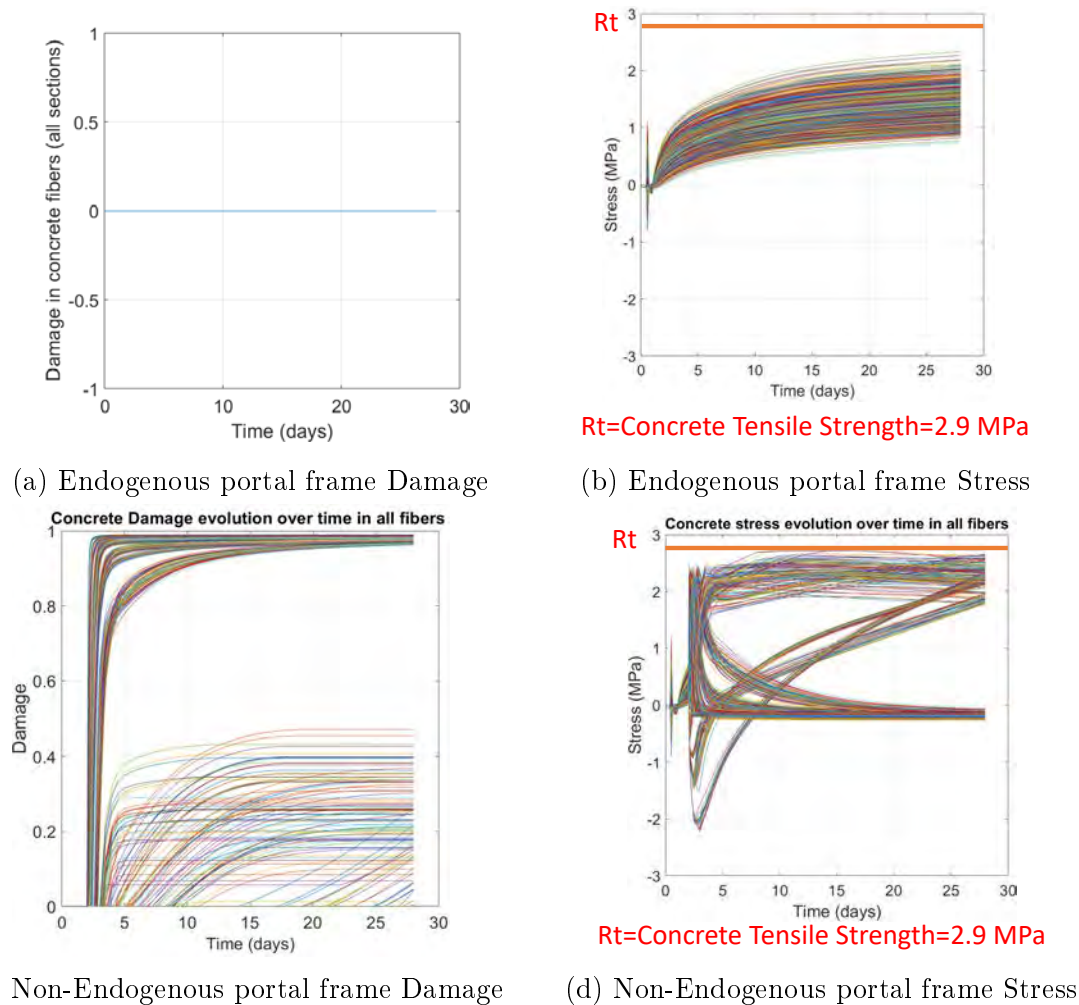 1
0.5
0
-0.5
-1
0
10
20
30
Damage in concrete fibers (all sections)
Time (days)
Rt
3
2
1
0
-1
-2
-3
0
5
10
15
20
25
30
Stress (MPa)
Time (days)
Rt=Concrete Tensile Strength=2.9 MPa
(a) Endogenous portal frame Damage
(b) Endogenous portal frame Stress
Concrete Damage evolution over time in all fibers
1
0.8
0.6
0.4
0.2
0
0
5
10
15
20
25
30
Damage
Time (days)
Concrete stress evolution over time in all fibers
Rt
3
2
1
0
-1
-2
-3
0
5
10
15
20
25
30
Stress (MPa)
Time (days)
Rt=Concrete Tensile Strength=2.9 MPa
Non-Endogenous portal frame Damage
(d) Non-Endogenous portal frame Stress